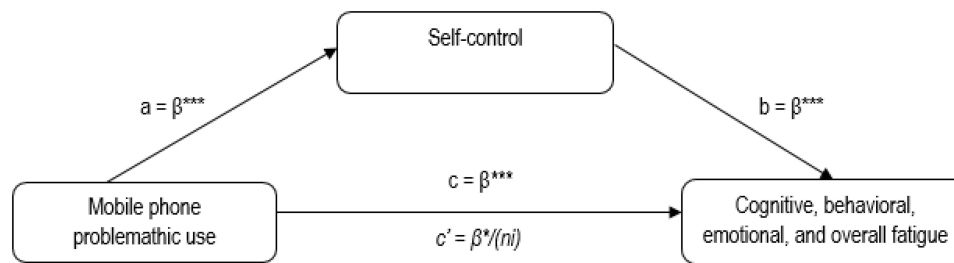 Self-control
a = β***
b = β***
c = β***
Mobile phone
problemathic use
c' = β*/(ni)
Cognitive, behavioral,
emotional, and overall fatigue